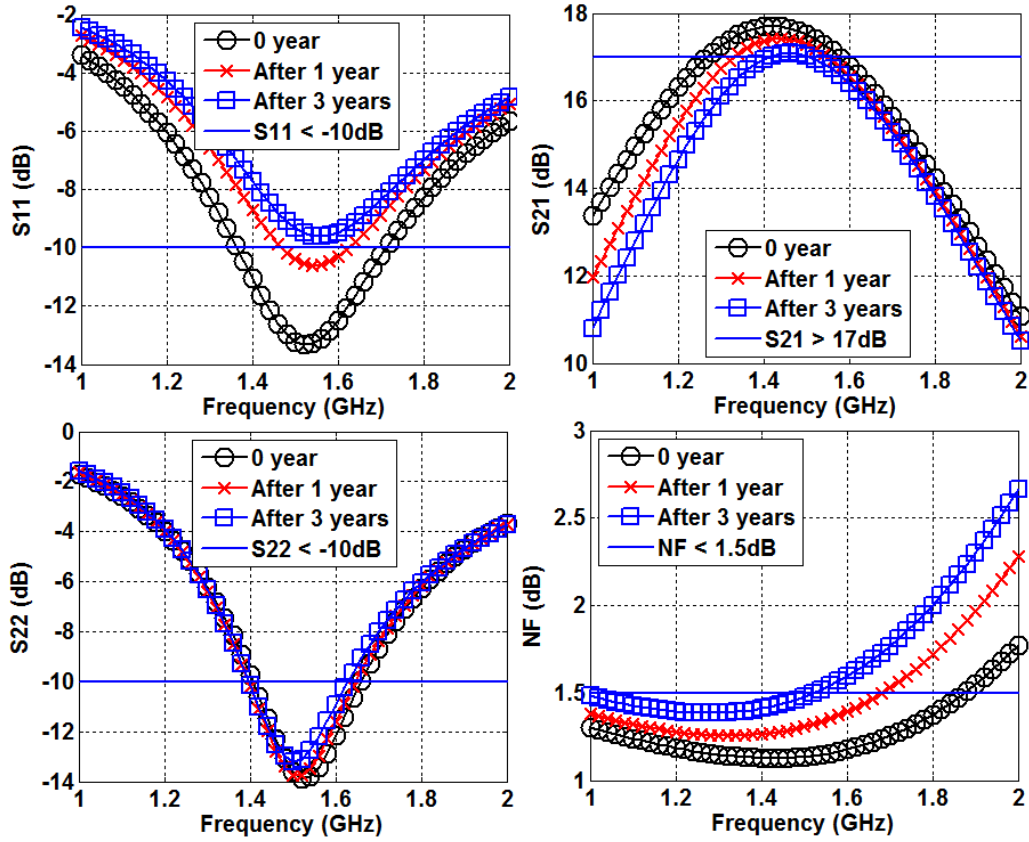 -2
-4
-6
-8
-10
-12
-14
S11 (dB)
0 year
After 1 year
After 3 years
S11 < -10dB
1
1.2
1.4
1.6
1.8
2
Frequency (GHz)
18
16
14
12
10
S21 (dB)
0 year
After 1 year
After 3 years
S21 > 17dB
1
1.2
1.4
1.6
1.8
2
Frequency (GHz)
0
-2
-4
-6
-8
-10
-12
-14
S22 (dB)
0 year
After 1 year
After 3 years
S22 < -10dB
1
1.2
1.4
1.6
1.8
2
Frequency (GHz)
3
2.5
2
1.5
1
NF (dB)
0 year
After 1 year
After 3 years
NF < 1.5dB
1
1.2
1.4
1.6
1.8
2
Frequency (GHz)